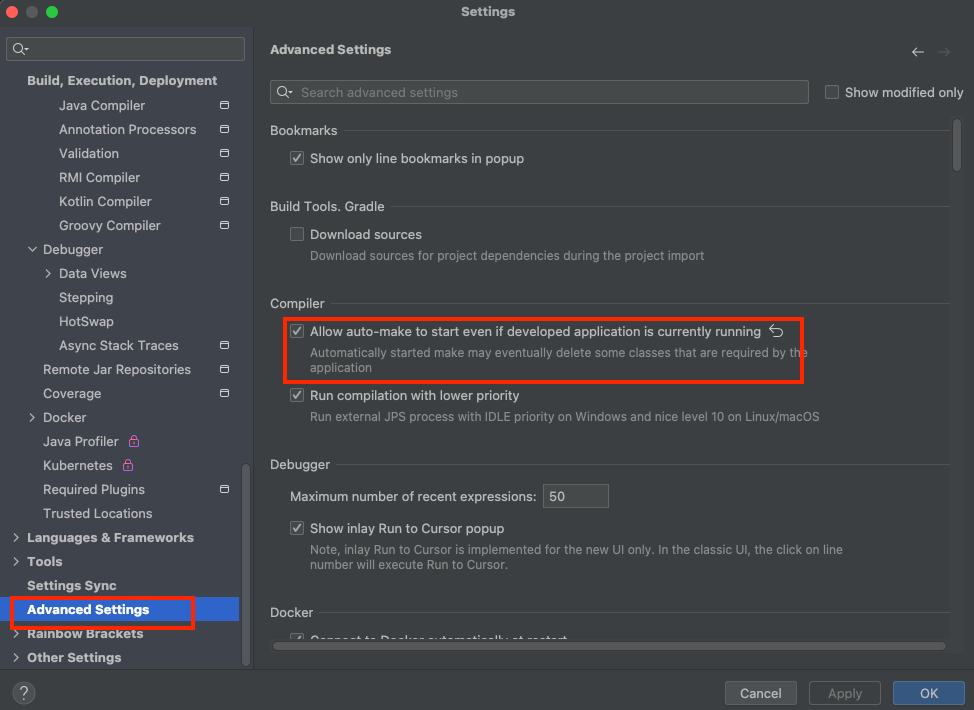 Settings
Build, Execution, Deployment
Java Compiler
Annotation Processors
Validation
RMI Compiler
Kotlin Compiler
Groovy Compiler
Debugger
Data Views
Stepping
HotSwap
Async Stack Traces
Remote Jar Repositories
Coverage
Docker
Java Profiler
Kubernetes
Required Plugins
Trusted Locations
Languages & Frameworks
Tools
Settings Sync
Advanced Settings
Rainbow Brackets
Other Settings
?
Advanced Settings
Search advanced settings
Show modified only
Bookmarks
Show only line bookmarks in popup
Build Tools. Gradle
Download sources
Download sources for project dependencies during the project import
Compiler
Allow auto-make to start even if developed application is currently running
Automatically started make may eventually delete some classes that are required by the
application
Run compilation with lower priority
Run external JPS process with IDLE priority on Windows and nice level 10 on Linux/macOS
Debugger
Maximum number of recent expressions: 50
Show inlay Run to Cursor popup
Note, inlay Run to Cursor is implemented for the new UI only. In the classic UI, the click on line
number will execute Run to Cursor.
Docker
Connect to Docker automatically at restart
Cancel
Apply
OK